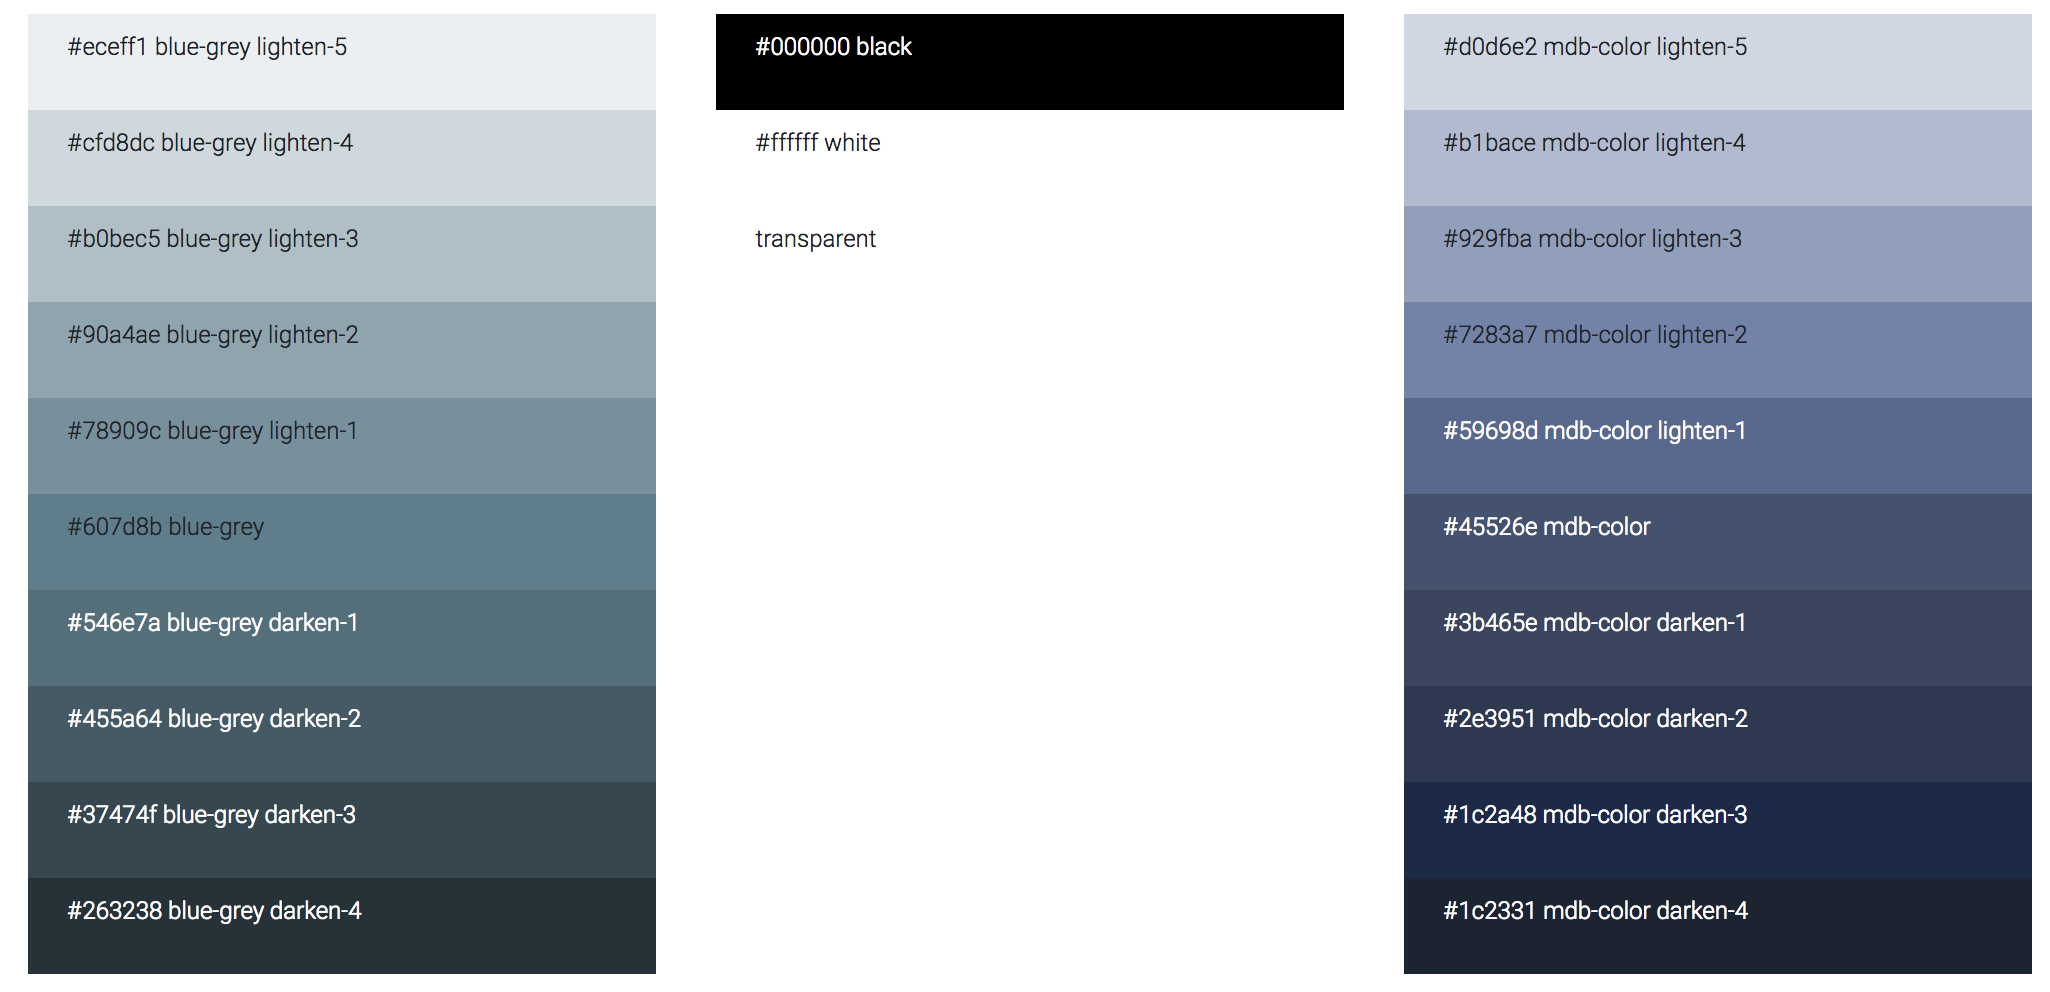 #eceff1 blue-grey lighten-5
#cfd8dc blue-grey lighten-4
#b0bec5 blue-grey lighten-3
#90a4ae blue-grey lighten-2
#78909c blue-grey lighten-1
#607d8b blue-grey
#546e7a blue-grey darken-1
#455a64 blue-grey darken-2
#37474f blue-grey darken-3
#263238 blue-grey darken-4
#000000 black
#ffffff white
transparent
#d0d6e2 mdb-color lighten-5
#b1bace mdb-color lighten-4
#929fba mdb-color lighten-3
#7283a7 mdb-color lighten-2
#59698d mdb-color lighten-1
#45526e mdb-color
#3b465e mdb-color darken-1
#2e3951 mdb-color darken-2
#1c2a48 mdb-color darken-3
#1c2331 mdb-color darken-4